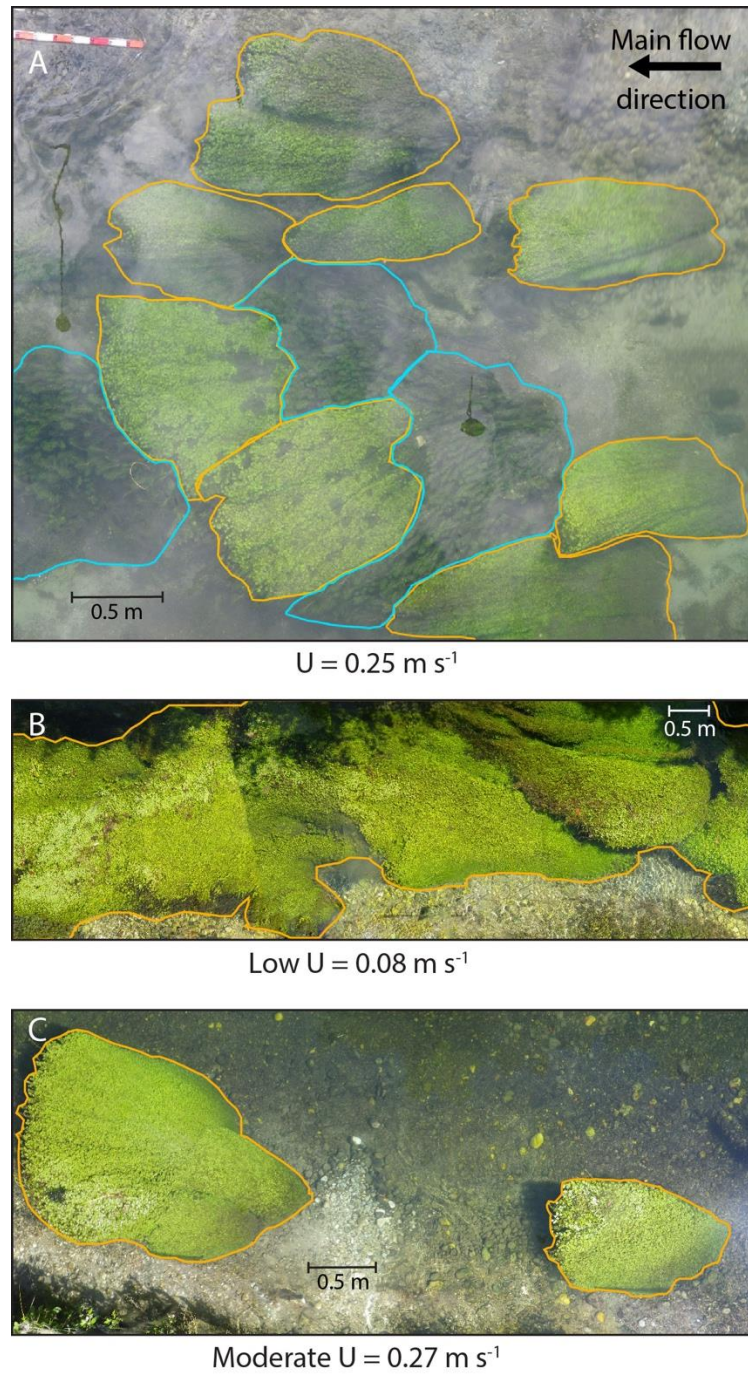 A
Main flow
direction
0.5 m
U = 0.25 m s⁻¹
B
0.5 m
Low U = 0.08 m s⁻¹
C
0.5 m
Moderate U = 0.27 m s⁻¹